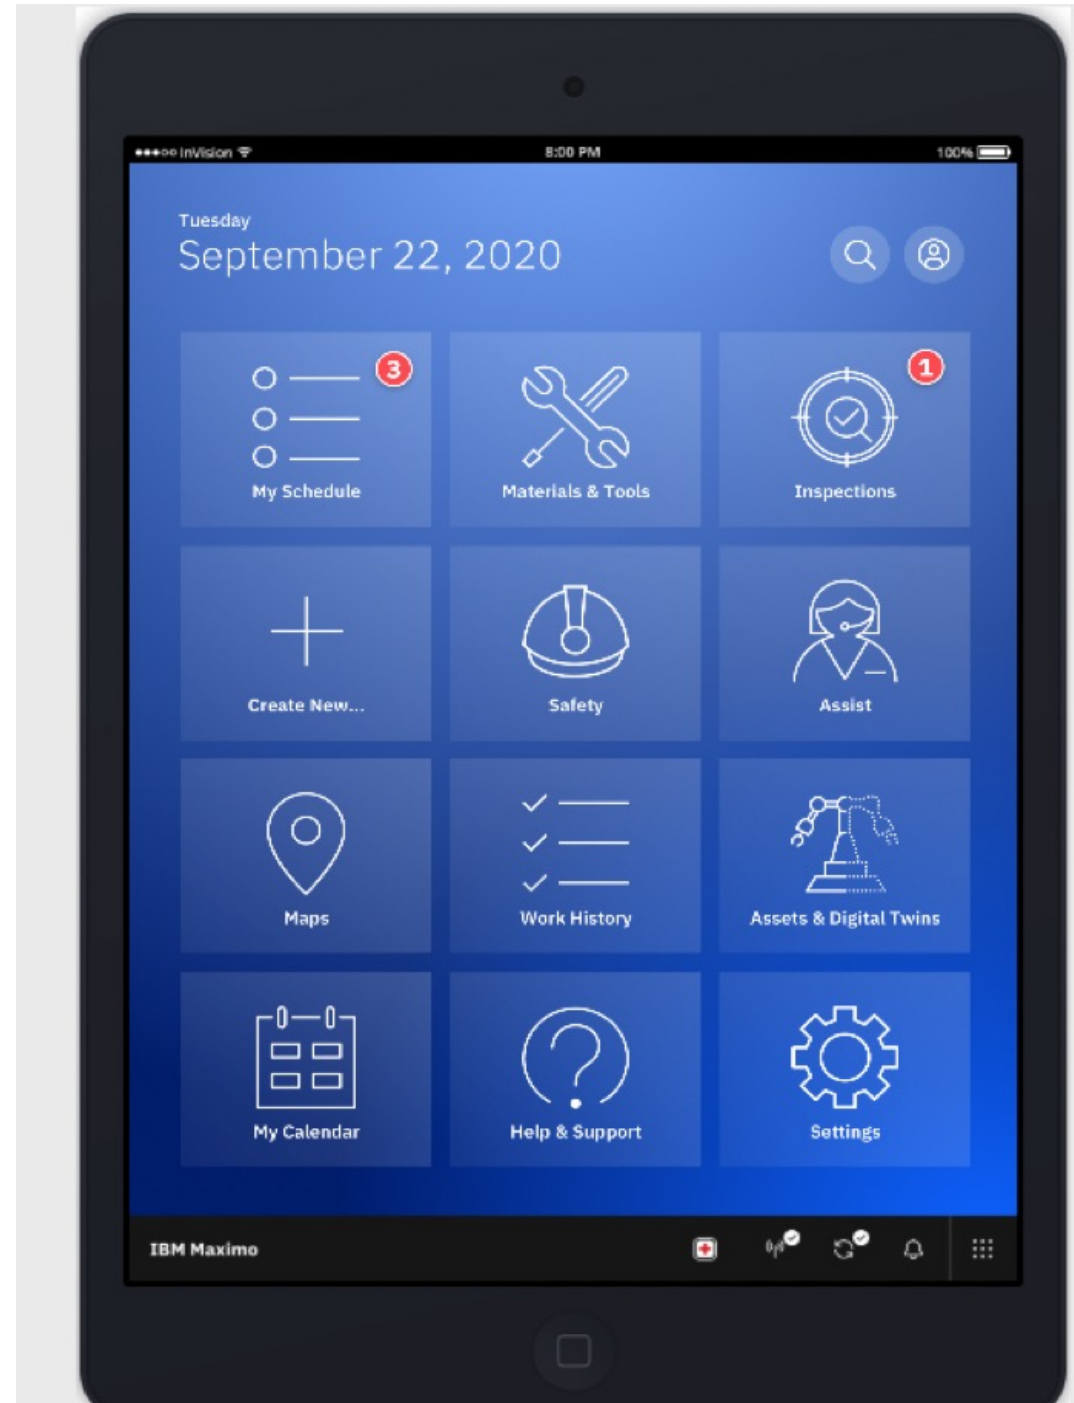 InVision
8:00 PM
100%
Tuesday
September 22, 2020
3
1
My Schedule
Materials & Tools
Inspections
Create New...
Safety
Assist
Maps
Work History
Assets & Digital Twins
My Calendar
Help & Support
Settings
IBM Maximo